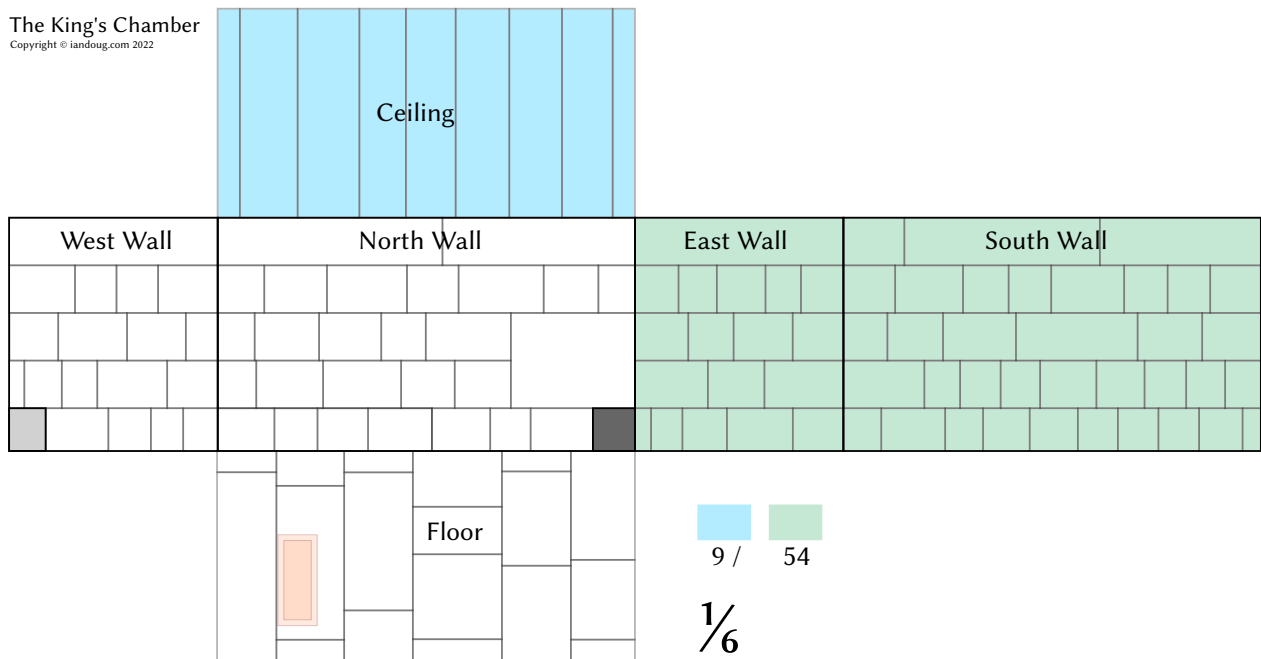 The King's Chamber
Copyright © iandoug.com 2022
Ceiling
West Wall
North Wall
East Wall
South Wall
Floor
9 / 54
⅙